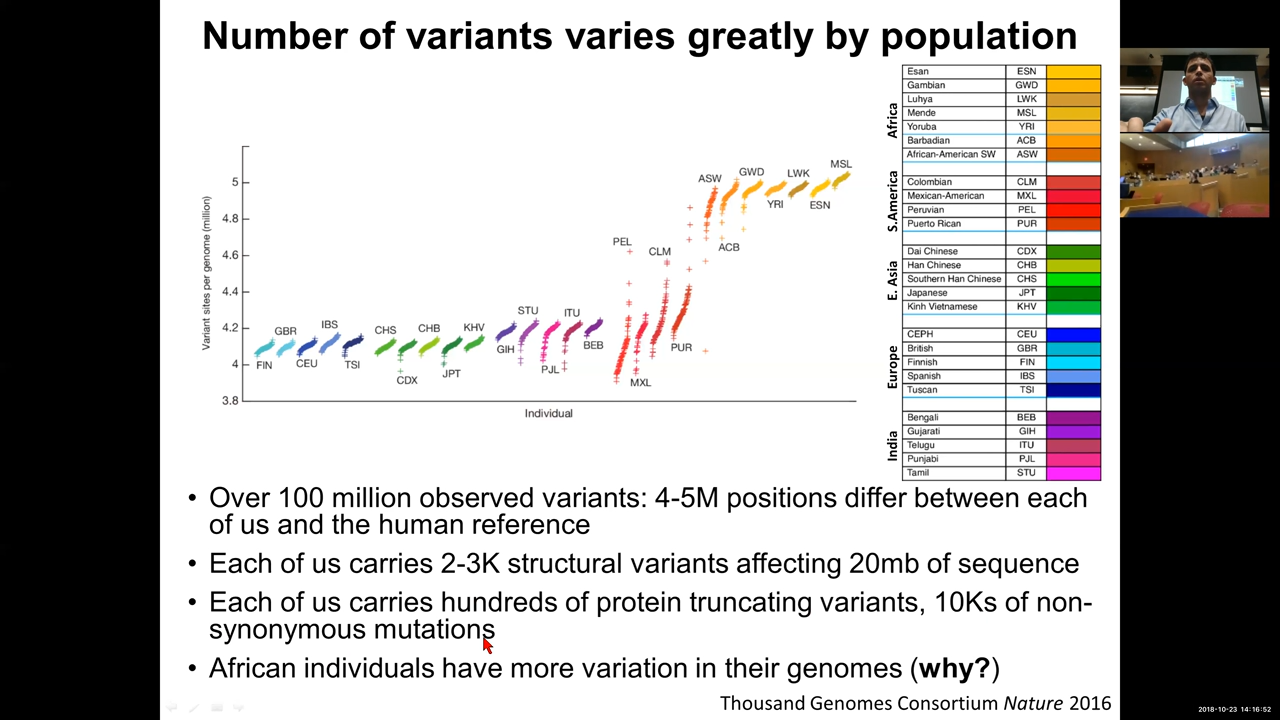 Number of variants varies greatly by population
Variant sites per genome (million)
5
4.8
4.6
4.4
4.2
4
3.8
FIN
GBR
CEU
IBS
TSI
CHS
CDX
CHB
JPT
KHV
GIH
STU
PJL
ITU
BEB
PEL
MXL
CLM
PUR
ASW
ACB
GWD
YRI
LWK
ESN
MSL
Individual
Africa
Esan ESN
Gambian GWD
Luhya LWK
Mende MSL
Yoruba YRI
Barbadian ACB
African-American SW ASW
S.America
Colombian CLM
Mexican-American MXL
Peruvian PEL
Puerto Rican PUR
E. Asia
Dai Chinese CDX
Han Chinese CHB
Southern Han Chinese CHS
Japanese JPT
Kinh Vietnamese KHV
Europe
CEPH CEU
British GBR
Finnish FIN
Spanish IBS
Tuscan TSI
India
Bengali BEB
Gujarati GIH
Telugu ITU
Punjabi PJL
Tamil STU
• Over 100 million observed variants: 4-5M positions differ between each
of us and the human reference
• Each of us carries 2-3K structural variants affecting 20mb of sequence
• Each of us carries hundreds of protein truncating variants, 10Ks of non-
synonymous mutations
• African individuals have more variation in their genomes (why?)
Thousand Genomes Consortium Nature 2016
2018-10-23 14:16:52